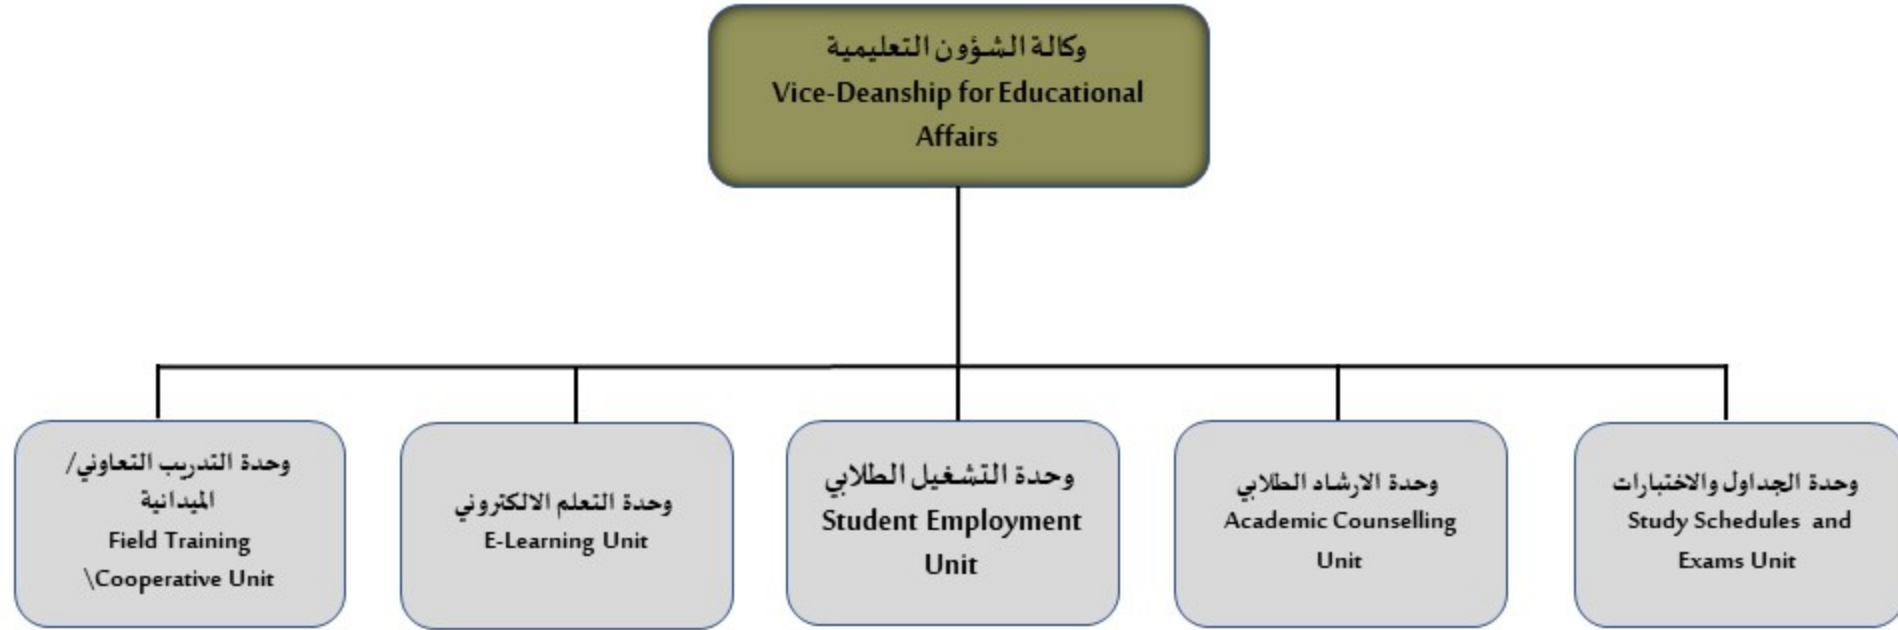 وكالة الشؤون التعليمية
Vice-Deanship for Educational
Affairs
وحدة التدريب التعاوني/
الميدانية
Field Training
\Cooperative Unit
وحدة التعلم الالكتروني
E-Learning Unit
وحدة التشغيل الطلابي
Student Employment
Unit
وحدة الارشاد الطلابي
Academic Counselling
Unit
وحدة الجداول والاختبارات
Study Schedules and
Exams Unit